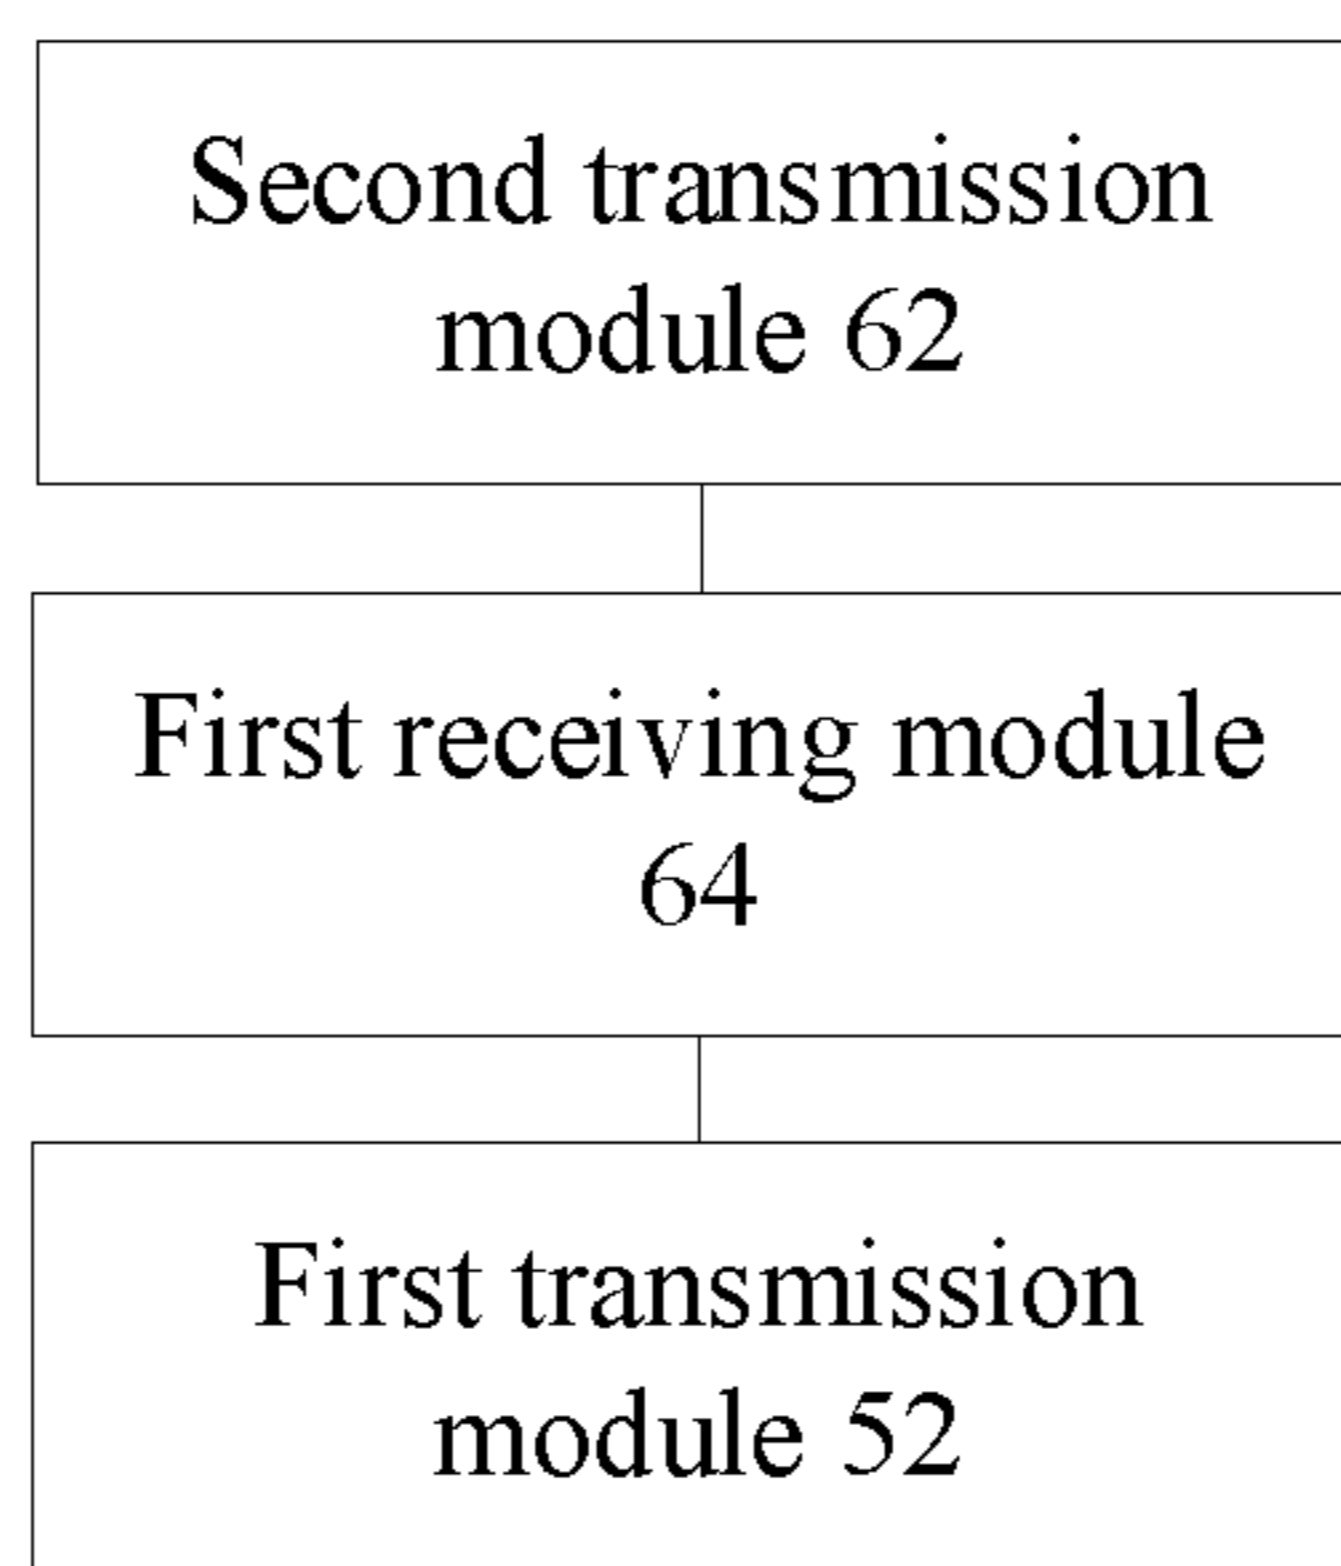 Second transmission
module 62
First receiving module
64
First transmission
module 52